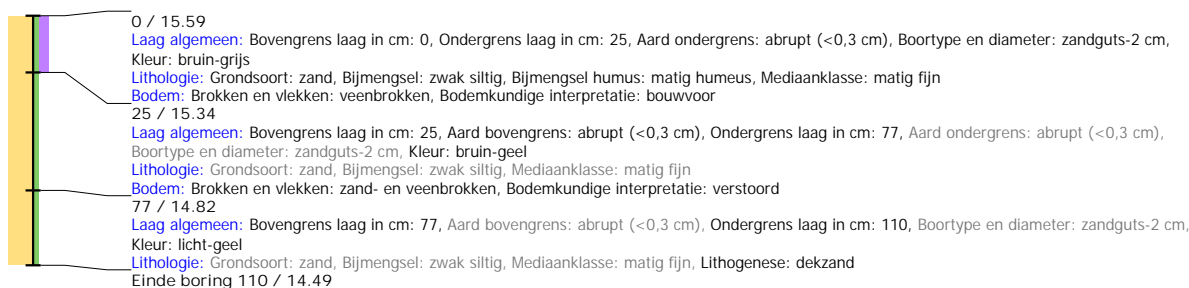 0 / 15.59
Laag algemeen: Bovengrens laag in cm: 0, Ondergrens laag in cm: 25, Aard ondergrens: abrupt (<0,3 cm), Boortype en diameter: zandguts-2 cm,
Kleur: bruin-grijs
Lithologie: Grondsoort: zand, Bijmengsel: zwak siltig, Bijmengsel humus: matig humeus, Mediaanklasse: matig fijn
Bodem: Brokken en vlekken: veenbrokken, Bodemkundige interpretatie: bouwvoor
25 / 15.34
Laag algemeen: Bovengrens laag in cm: 25, Aard bovengrens: abrupt (<0,3 cm), Ondergrens laag in cm: 77, Aard ondergrens: abrupt (<0,3 cm),
Boortype en diameter: zandguts-2 cm, Kleur: bruin-geel
Lithologie: Grondsoort: zand, Bijmengsel: zwak siltig, Mediaanklasse: matig fijn
Bodem: Brokken en vlekken: zand- en veenbrokken, Bodemkundige interpretatie: verstoord
77 / 14.82
Laag algemeen: Bovengrens laag in cm: 77, Aard bovengrens: abrupt (<0,3 cm), Ondergrens laag in cm: 110, Boortype en diameter: zandguts-2 cm,
Kleur: licht-geel
Lithologie: Grondsoort: zand, Bijmengsel: zwak siltig, Mediaanklasse: matig fijn, Lithogenese: dekzand
Einde boring 110 / 14.49